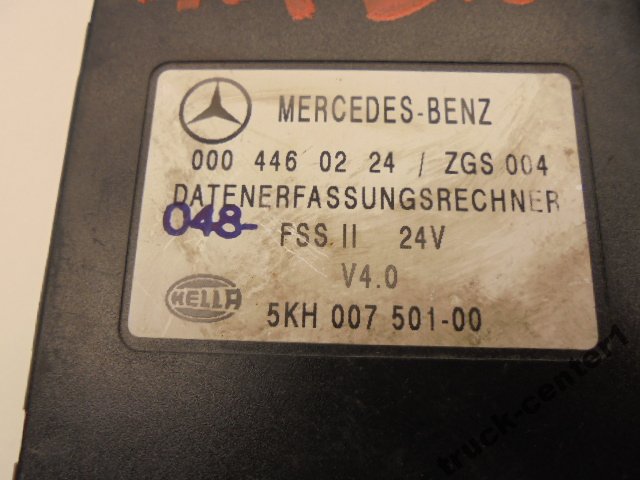 MERCEDES-BENZ
000 446 02 24 / ZGS 004
DATENERFASSUNGSRECHNER
048- FSS II 24V
V4.0
HELLA 5KH 007 501-00
truck-center1